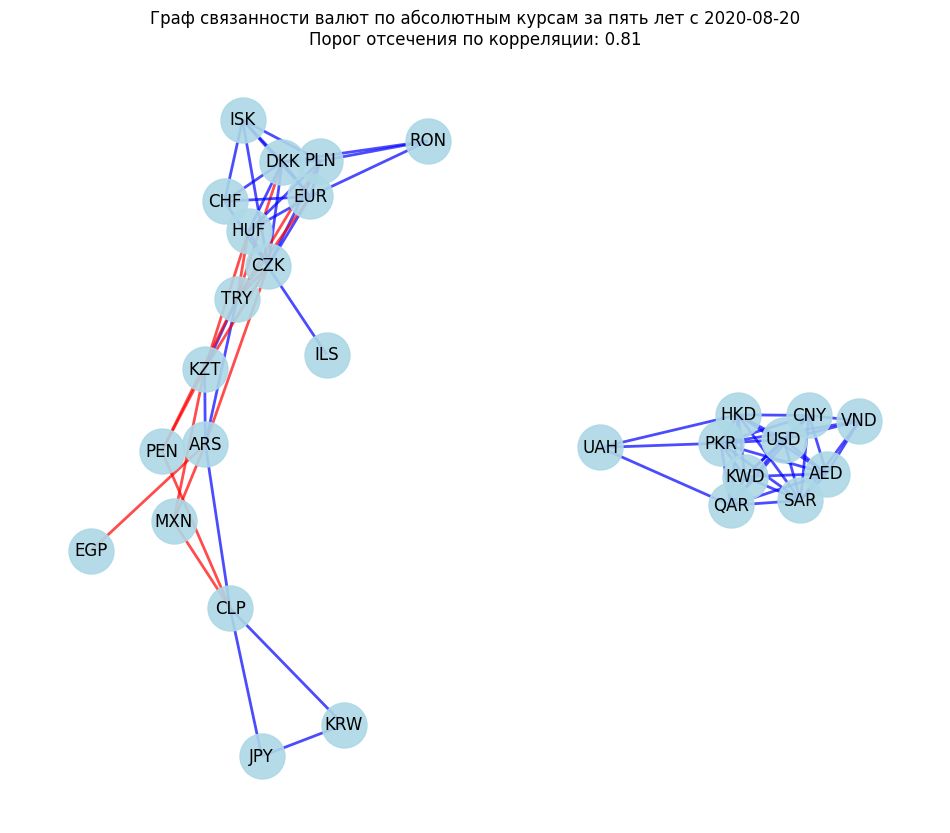 Граф связанности валют по абсолютным курсам за пять лет с 2020-08-20
Порог отсечения по корреляции: 0.81
ISK
DKK
PLN
RON
CHF
EUR
HUF
CZK
TRY
ILS
KZT
PEN
ARS
MXN
EGP
CLP
KRW
JPY
HKD
CNY
VND
UAH
PKR
USD
KWD
AED
QAR
SAR